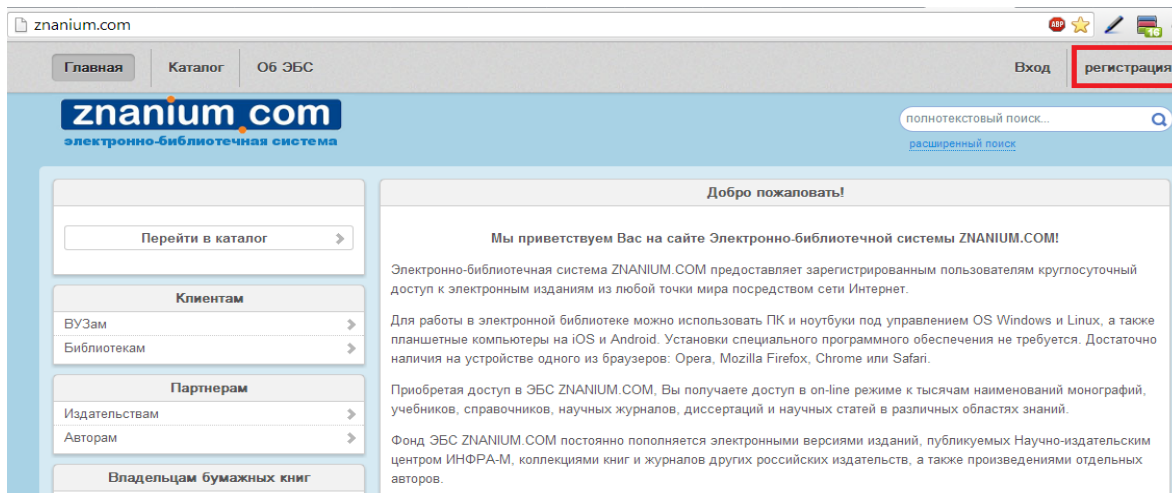 znanium.com
ABP
16
Главная Каталог Об ЭБС Вход регистрация
znanium.com
электронно-библиотечная система
полнотекстовый поиск...
расширенный поиск
Перейти в каталог
Клиентам
ВУЗам
Библиотекам
Партнерам
Издательствам
Авторам
Владельцам бумажных книг
Добро пожаловать!
Мы приветствуем Вас на сайте Электронно-библиотечной системы ZNANIUM.COM!
Электронно-библиотечная система ZNANIUM.COM предоставляет зарегистрированным пользователям круглосуточный
доступ к электронным изданиям из любой точки мира посредством сети Интернет.
Для работы в электронной библиотеке можно использовать ПК и ноутбуки под управлением OS Windows и Linux, а также
планшетные компьютеры на iOS и Android. Установки специального программного обеспечения не требуется. Достаточно
наличия на устройстве одного из браузеров: Opera, Mozilla Firefox, Chrome или Safari.
Приобретая доступ в ЭБС ZNANIUM.COM, Вы получаете доступ в on-line режиме к тысячам наименований монографий,
учебников, справочников, научных журналов, диссертаций и научных статей в различных областях знаний.
Фонд ЭБС ZNANIUM.COM постоянно пополняется электронными версиями изданий, публикуемых Научно-издательским
центром ИНФРА-М, коллекциями книг и журналов других российских издательств, а также произведениями отдельных
авторов.